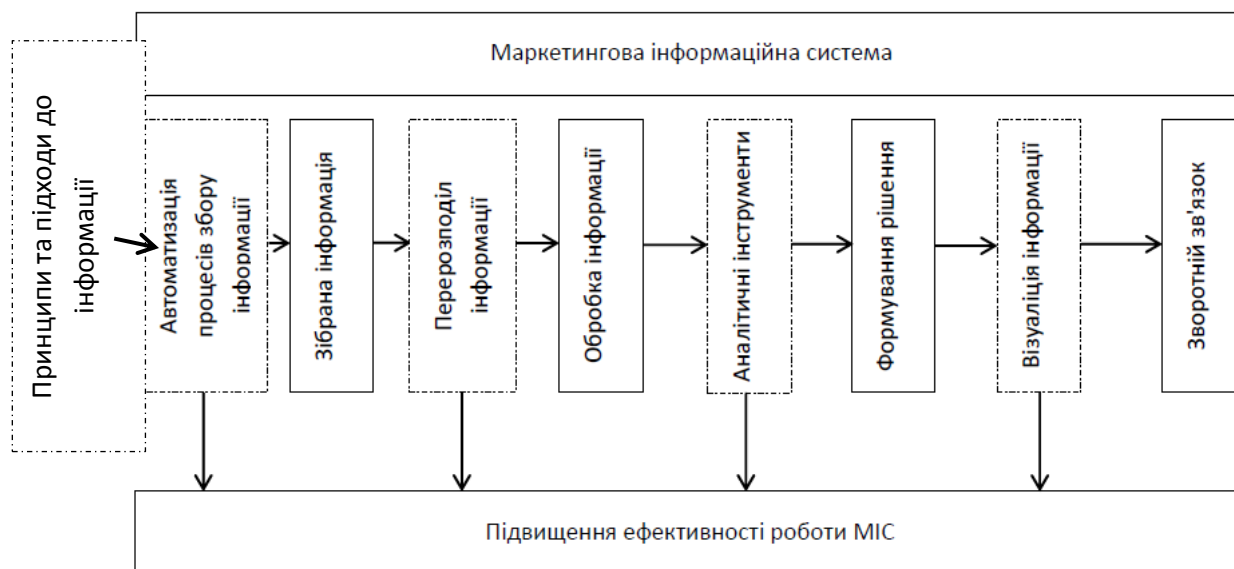 Маркетингова інформаційна система
Принципи та підходи до
інформації
Автоматизація
процесів збору
інформації
Зібрана інформація
Перерозподіл
інформації
Обробка інформації
Аналітичні інструменти
Формування рішення
Візуаліція інформації
Зворотній зв'язок
Підвищення ефективності роботи МІС